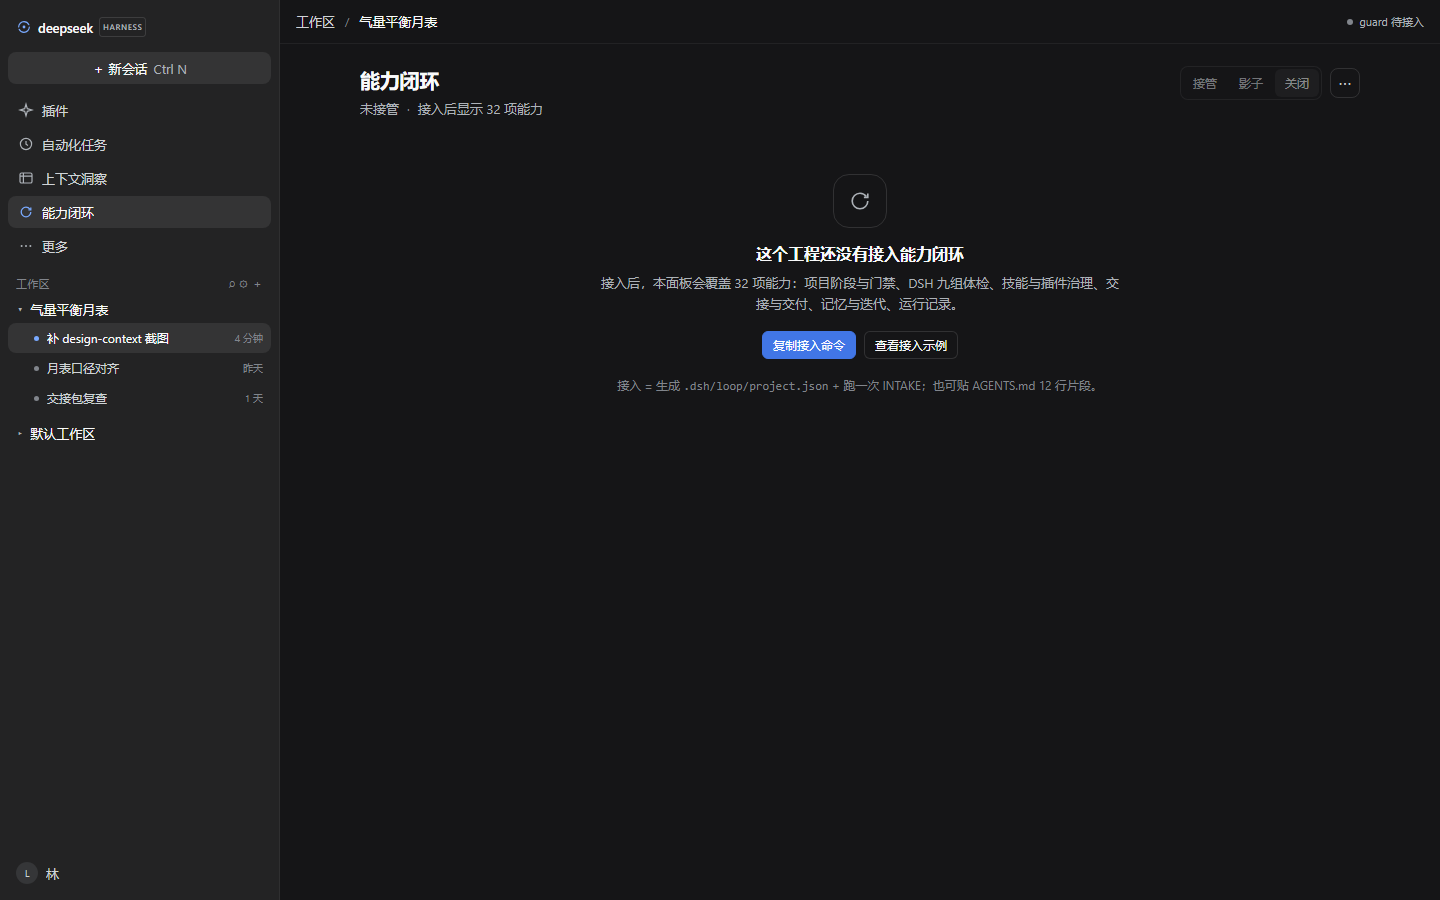 deepseek HARNESS
+ 新会话 Ctrl N
插件
自动化任务
上下文洞察
能力闭环
更多
工作区
气量平衡月表
补 design-context 截图 4 分钟
月表口径对齐 昨天
交接包复查 1 天
默认工作区
L 林
工作区 / 气量平衡月表
guard 待接入
能力闭环
未接管 · 接入后显示 32 项能力
接管 影子 关闭
这个工程还没有接入能力闭环
接入后，本面板会覆盖 32 项能力：项目阶段与门禁、DSH 九组体检、技能与插件治理、交
接与交付、记忆与迭代、运行记录。
复制接入命令 查看接入示例
接入 = 生成 .dsh/loop/project.json + 跑一次 INTAKE；也可贴 AGENTS.md 12 行片段。